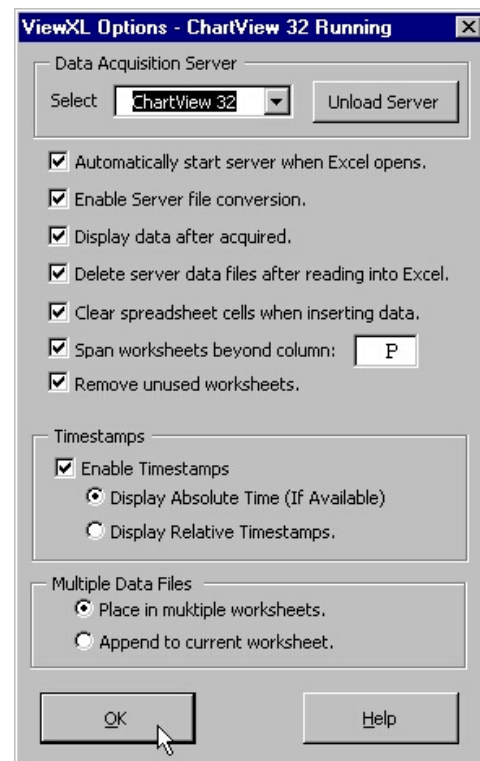 ViewXL Options - ChartView 32 Running
Data Acquisition Server
Select ChartView 32 Unload Server
Automatically start server when Excel opens.
Enable Server file conversion.
Display data after acquired.
Delete server data files after reading into Excel.
Clear spreadsheet cells when inserting data.
Span worksheets beyond column: P
Remove unused worksheets.
Timestamps
Enable Timestamps
Display Absolute Time (If Available)
Display Relative Timestamps.
Multiple Data Files
Place in muktiple worksheets.
Append to current worksheet.
OK Help